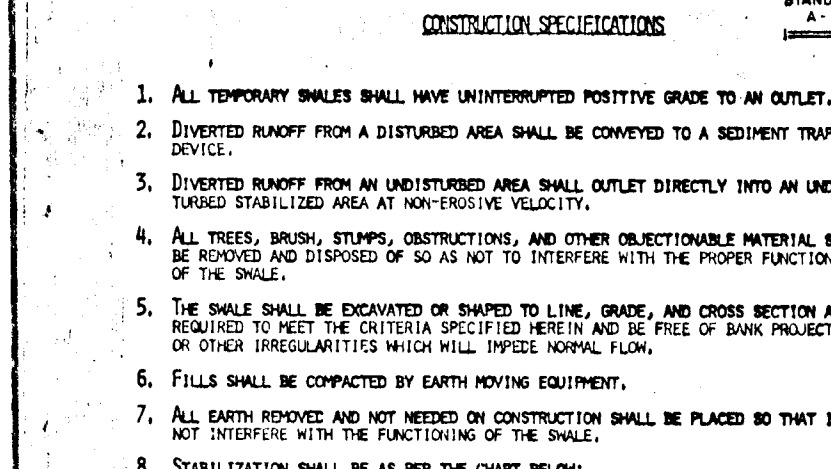 STAND
A -
CONSTRUCTION SPECIFICATIONS
1. ALL TEMPORARY SWALES SHALL HAVE UNINTERRUPTED POSITIVE GRADE TO AN OUTLET.
2. DIVERTED RUNOFF FROM A DISTURBED AREA SHALL BE CONVEYED TO A SEDIMENT TRAP
DEVICE.
3. DIVERTED RUNOFF FROM AN UNDISTURBED AREA SHALL OUTLET DIRECTLY INTO AN UND
TURBED STABILIZED AREA AT NON-EROSIVE VELOCITY.
4. ALL TREES, BRUSH, STUMPS, OBSTRUCTIONS, AND OTHER OBJECTIONABLE MATERIAL S
BE REMOVED AND DISPOSED OF SO AS NOT TO INTERFERE WITH THE PROPER FUNCTION
OF THE SWALE.
5. THE SWALE SHALL BE EXCAVATED OR SHAPED TO LINE, GRADE, AND CROSS SECTION A
REQUIRED TO MEET THE CRITERIA SPECIFIED HEREIN AND BE FREE OF BANK PROJECT
OR OTHER IRREGULARITIES WHICH WILL IMPEDE NORMAL FLOW.
6. FILLS SHALL BE COMPACTED BY EARTH MOVING EQUIPMENT.
7. ALL EARTH REMOVED AND NOT NEEDED ON CONSTRUCTION SHALL BE PLACED SO THAT I
NOT INTERFERE WITH THE FUNCTIONING OF THE SWALE.
8. STABILIZATION SHALL BE AS PER THE CHART BELOW: